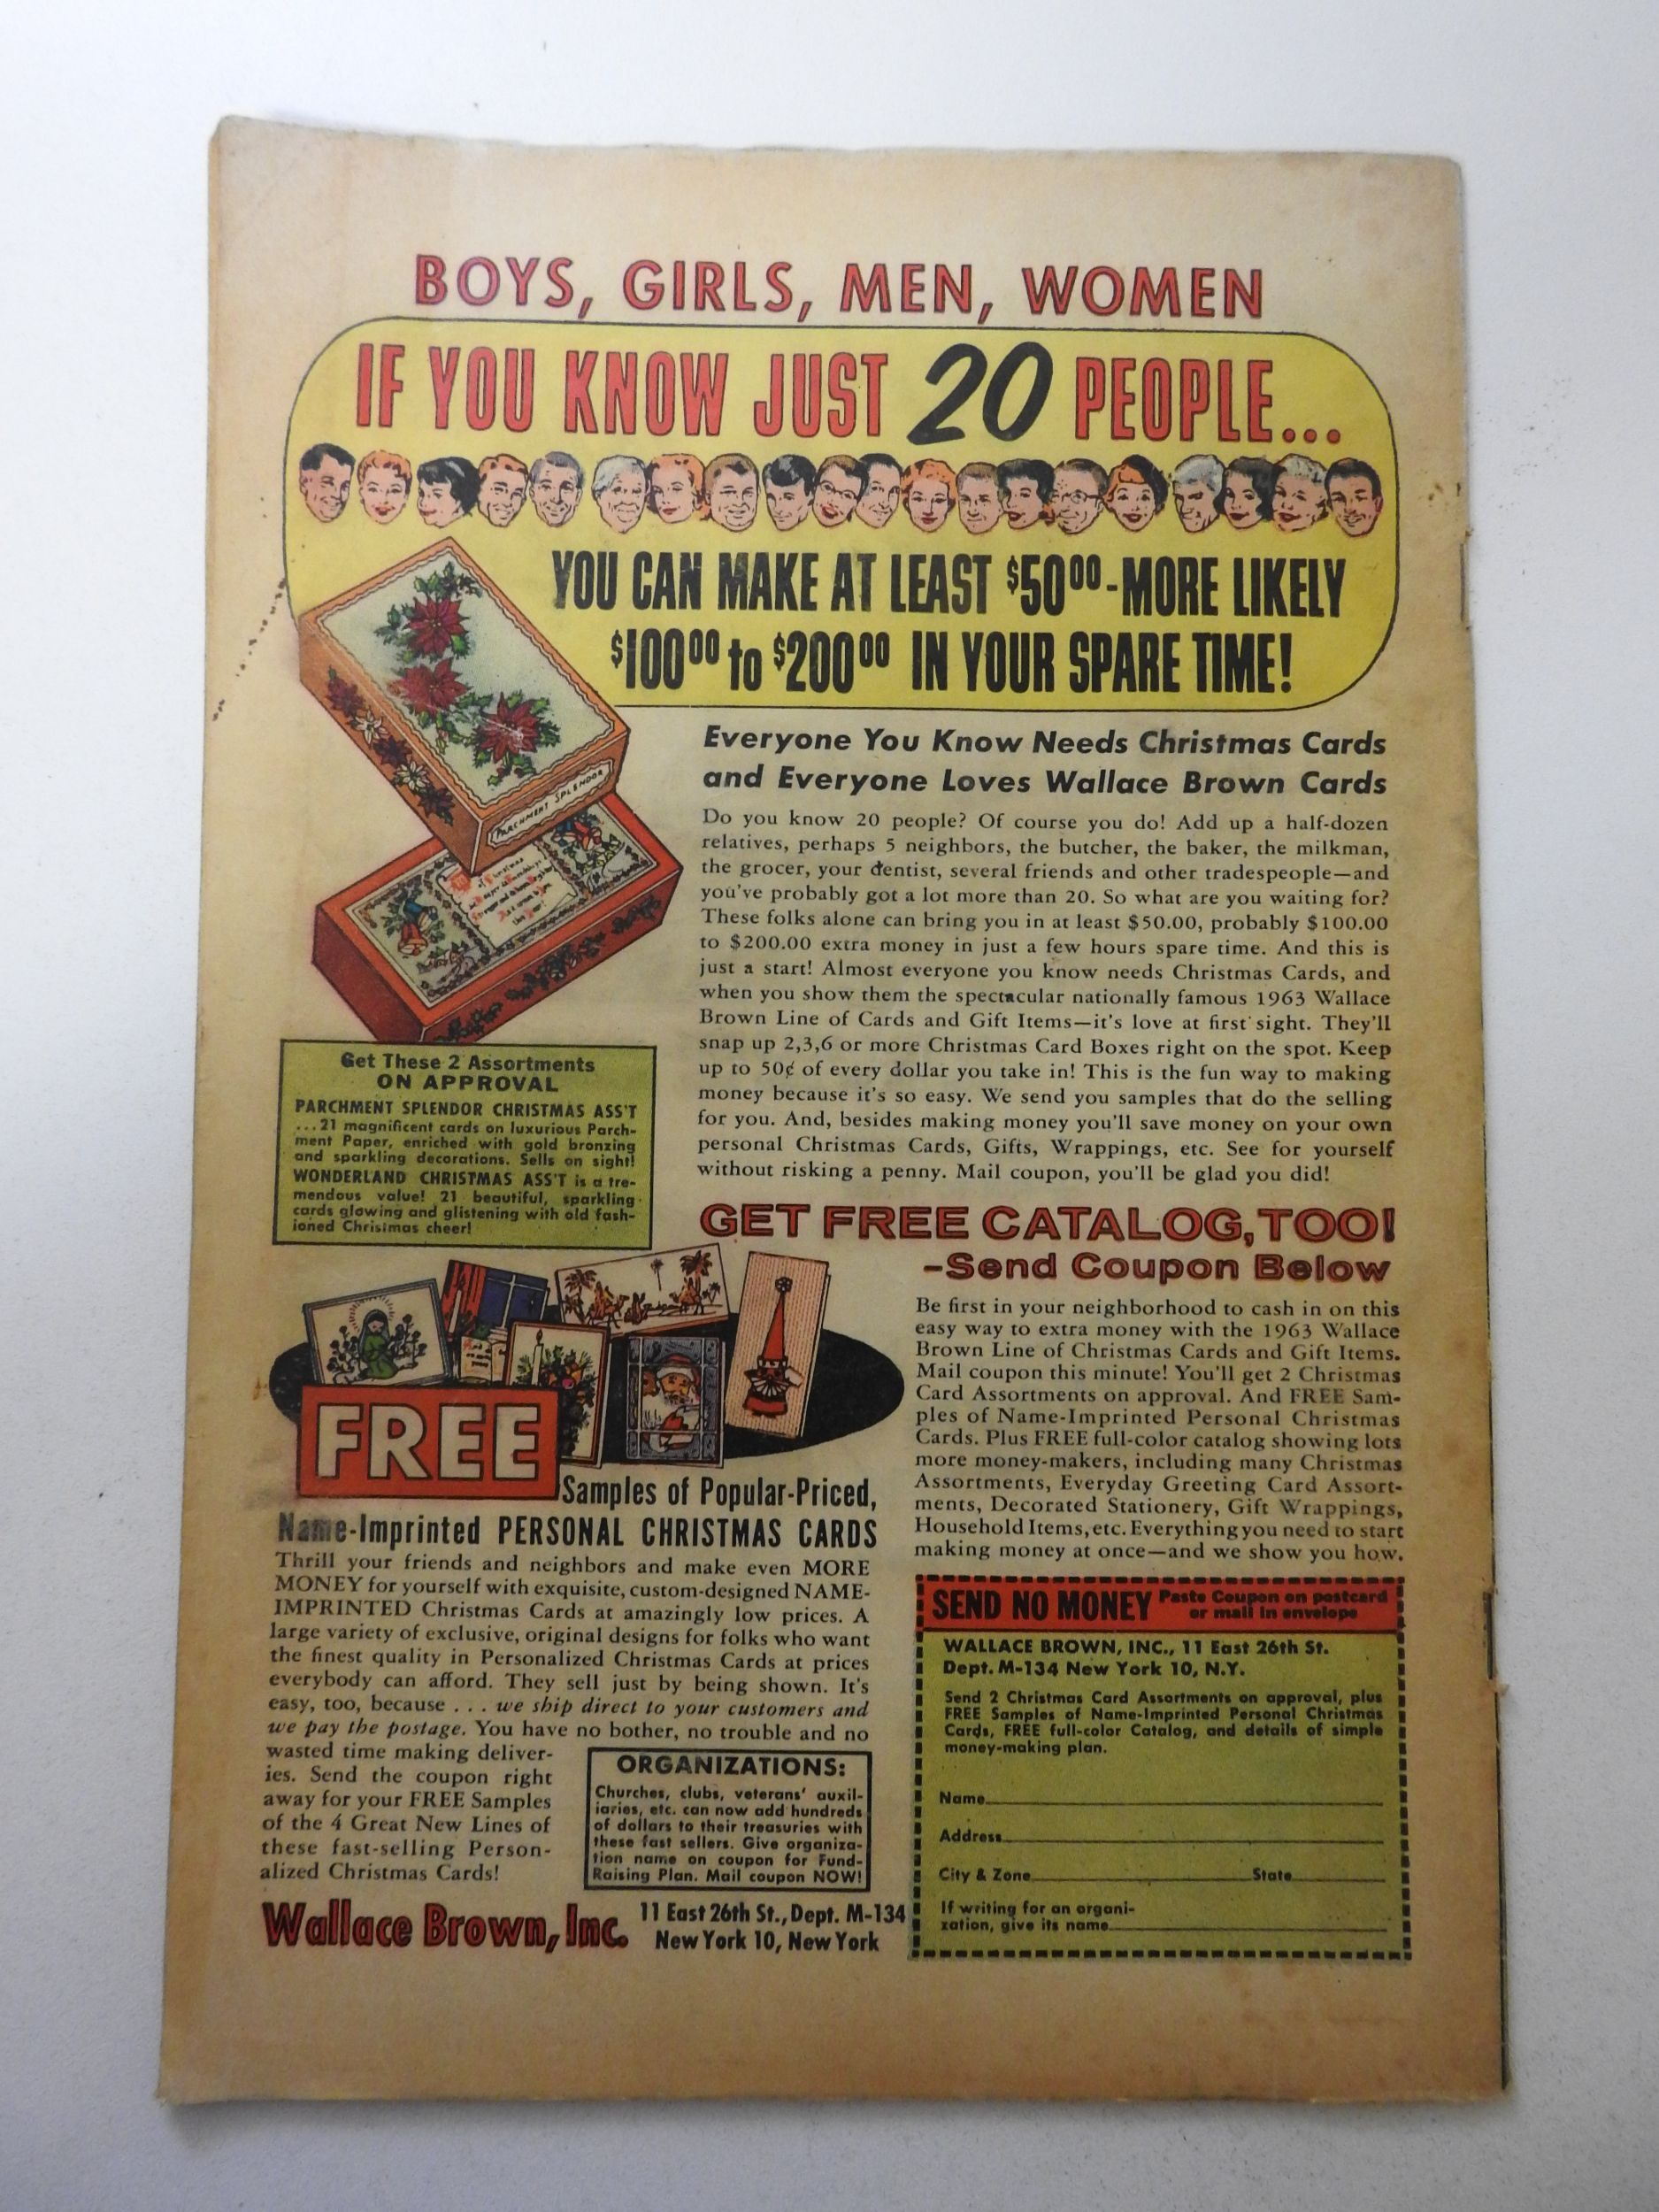 BOYS, GIRLS, MEN, WOMEN
IF YOU KNOW JUST 20 PEOPLE...
YOU CAN MAKE AT LEAST $50⁰⁰-MORE LIKELY
$100⁰⁰ to $200⁰⁰ IN YOUR SPARE TIME!
PARCHMENT SPLENDOR
Everyone You Know Needs Christmas Cards
and Everyone Loves Wallace Brown Cards
Do you know 20 people? Of course you do! Add up a half-dozen
relatives, perhaps 5 neighbors, the butcher, the baker, the milkman,
the grocer, your dentist, several friends and other tradespeople—and
you've probably got a lot more than 20. So what are you waiting for?
These folks alone can bring you in at least $50.00, probably $100.00
to $200.00 extra money in just a few hours spare time. And this is
just a start! Almost everyone you know needs Christmas Cards, and
when you show them the spectacular nationally famous 1963 Wallace
Brown Line of Cards and Gift Items—it's love at first sight. They'll
snap up 2,3,6 or more Christmas Card Boxes right on the spot. Keep
up to 50¢ of every dollar you take in! This is the fun way to making
money because it's so easy. We send you samples that do the selling
for you. And, besides making money you'll save money on your own
personal Christmas Cards, Gifts, Wrappings, etc. See for yourself
without risking a penny. Mail coupon, you'll be glad you did!
Get These 2 Assortments
ON APPROVAL
PARCHMENT SPLENDOR CHRISTMAS ASS'T
...21 magnificent cards on luxurious Parch-
ment Paper, enriched with gold bronzing
and sparkling decorations. Sells on sight!
WONDERLAND CHRISTMAS ASS'T is a tre-
mendous value! 21 beautiful, sparkling
cards glowing and glistening with old fash-
ioned Christmas cheer!
GET FREE CATALOG, TOO!
-Send Coupon Below
Be first in your neighborhood to cash in on this
easy way to extra money with the 1963 Wallace
Brown Line of Christmas Cards and Gift Items.
Mail coupon this minute! You'll get 2 Christmas
Card Assortments on approval. And FREE Sam-
ples of Name-Imprinted Personal Christmas
Cards. Plus FREE full-color catalog showing lots
more money-makers, including many Christmas
Assortments, Everyday Greeting Card Assort-
ments, Decorated Stationery, Gift Wrappings,
Household Items, etc. Everything you need to start
making money at once—and we show you how.
FREE
Samples of Popular-Priced,
Name-Imprinted PERSONAL CHRISTMAS CARDS
Thrill your friends and neighbors and make even MORE
MONEY for yourself with exquisite, custom-designed NAME-
IMPRINTED Christmas Cards at amazingly low prices. A
large variety of exclusive, original designs for folks who want
the finest quality in Personalized Christmas Cards at prices
everybody can afford. They sell just by being shown. It's
easy, too, because . . . we ship direct to your customers and
we pay the postage. You have no bother, no trouble and no
wasted time making deliver-
ies. Send the coupon right
away for your FREE Samples
of the 4 Great New Lines of
these fast-selling Person-
alized Christmas Cards!
ORGANIZATIONS:
Churches, clubs, veterans' auxil-
iaries, etc. can now add hundreds
of dollars to their treasuries with
these fast sellers. Give organiza-
tion name on coupon for Fund-
Raising Plan. Mail coupon NOW!
Wallace Brown, Inc.
11 East 26th St., Dept. M-134
New York 10, New York
SEND NO MONEY Paste Coupon on postcard
or mail in envelope
WALLACE BROWN, INC., 11 East 26th St.
Dept. M-134 New York 10, N.Y.
Send 2 Christmas Card Assortments on approval, plus
FREE Samples of Name-Imprinted Personal Christmas
Cards, FREE full-color Catalog, and details of simple
money-making plan.
Name
Address
City & Zone State
If writing for an organi-
zation, give its name